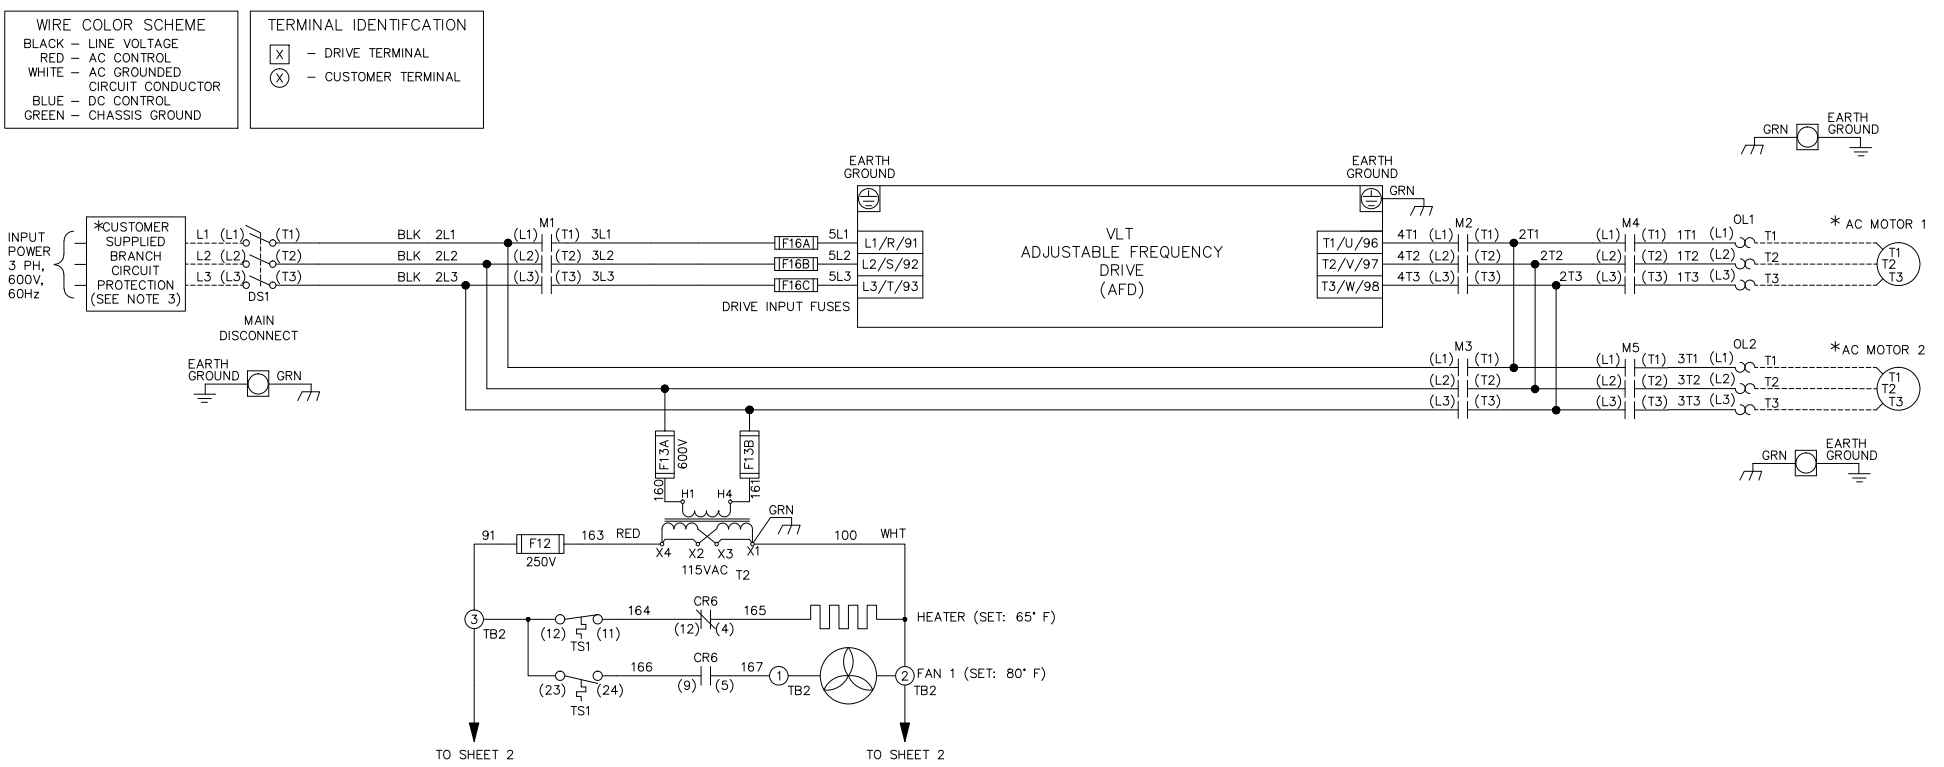 WIRE COLOR SCHEME
BLACK – LINE VOLTAGE
RED – AC CONTROL
WHITE – AC GROUNDED
CIRCUIT CONDUCTOR
BLUE – DC CONTROL
GREEN – CHASSIS GROUND
TERMINAL IDENTIFCATION
X – DRIVE TERMINAL
X – CUSTOMER TERMINAL
GRN
EARTH
GROUND
INPUT
POWER
3 PH,
600V,
60Hz
*CUSTOMER
SUPPLIED
BRANCH
CIRCUIT
PROTECTION
(SEE NOTE 3)
L1 (L1) (T1) BLK 2L1
L2 (L2) (T2) BLK 2L2
L3 (L3) (T3) BLK 2L3
DS1
MAIN
DISCONNECT
EARTH
GROUND
GRN
M1
(L1) (T1) 3L1 F16A 5L1
(L2) (T2) 3L2 F16B 5L2
(L3) (T3) 3L3 F16C 5L3
DRIVE INPUT FUSES
EARTH
GROUND
EARTH
GROUND
GRN
L1/R/91
L2/S/92
L3/T/93
VLT
ADJUSTABLE FREQUENCY
DRIVE
(AFD)
T1/U/96
T2/V/97
T3/W/98
M2
4T1 (L1) (T1) 2T1
4T2 (L2) (T2) 2T2
4T3 (L3) (T3) 2T3
M4
OL1
(L1) (T1) 1T1 (L1) T1
(L2) (T2) 1T2 (L2) T2
(L3) (T3) 1T3 (L3) T3
* AC MOTOR 1
T1
T2
T3
M3
(L1) (T1)
(L2) (T2)
(L3) (T3)
M5
OL2
(L1) (T1) 3T1 (L1) T1
(L2) (T2) 3T2 (L2) T2
(L3) (T3) 3T3 (L3) T3
*AC MOTOR 2
T1
T2
T3
GRN
EARTH
GROUND
F13A
600V
F13B
160
161
H1 H4
GRN
91 F12 163 RED
250V
X4 X2 X3 X1
115VAC T2
100 WHT
3
TB2
(12) (11)
TS1
164
CR6
(12) (4)
165
HEATER (SET: 65° F)
(23) (24)
TS1
166
CR6
(9) (5)
167
1
TB2
2
TB2
FAN 1 (SET: 80° F)
TO SHEET 2
TO SHEET 2